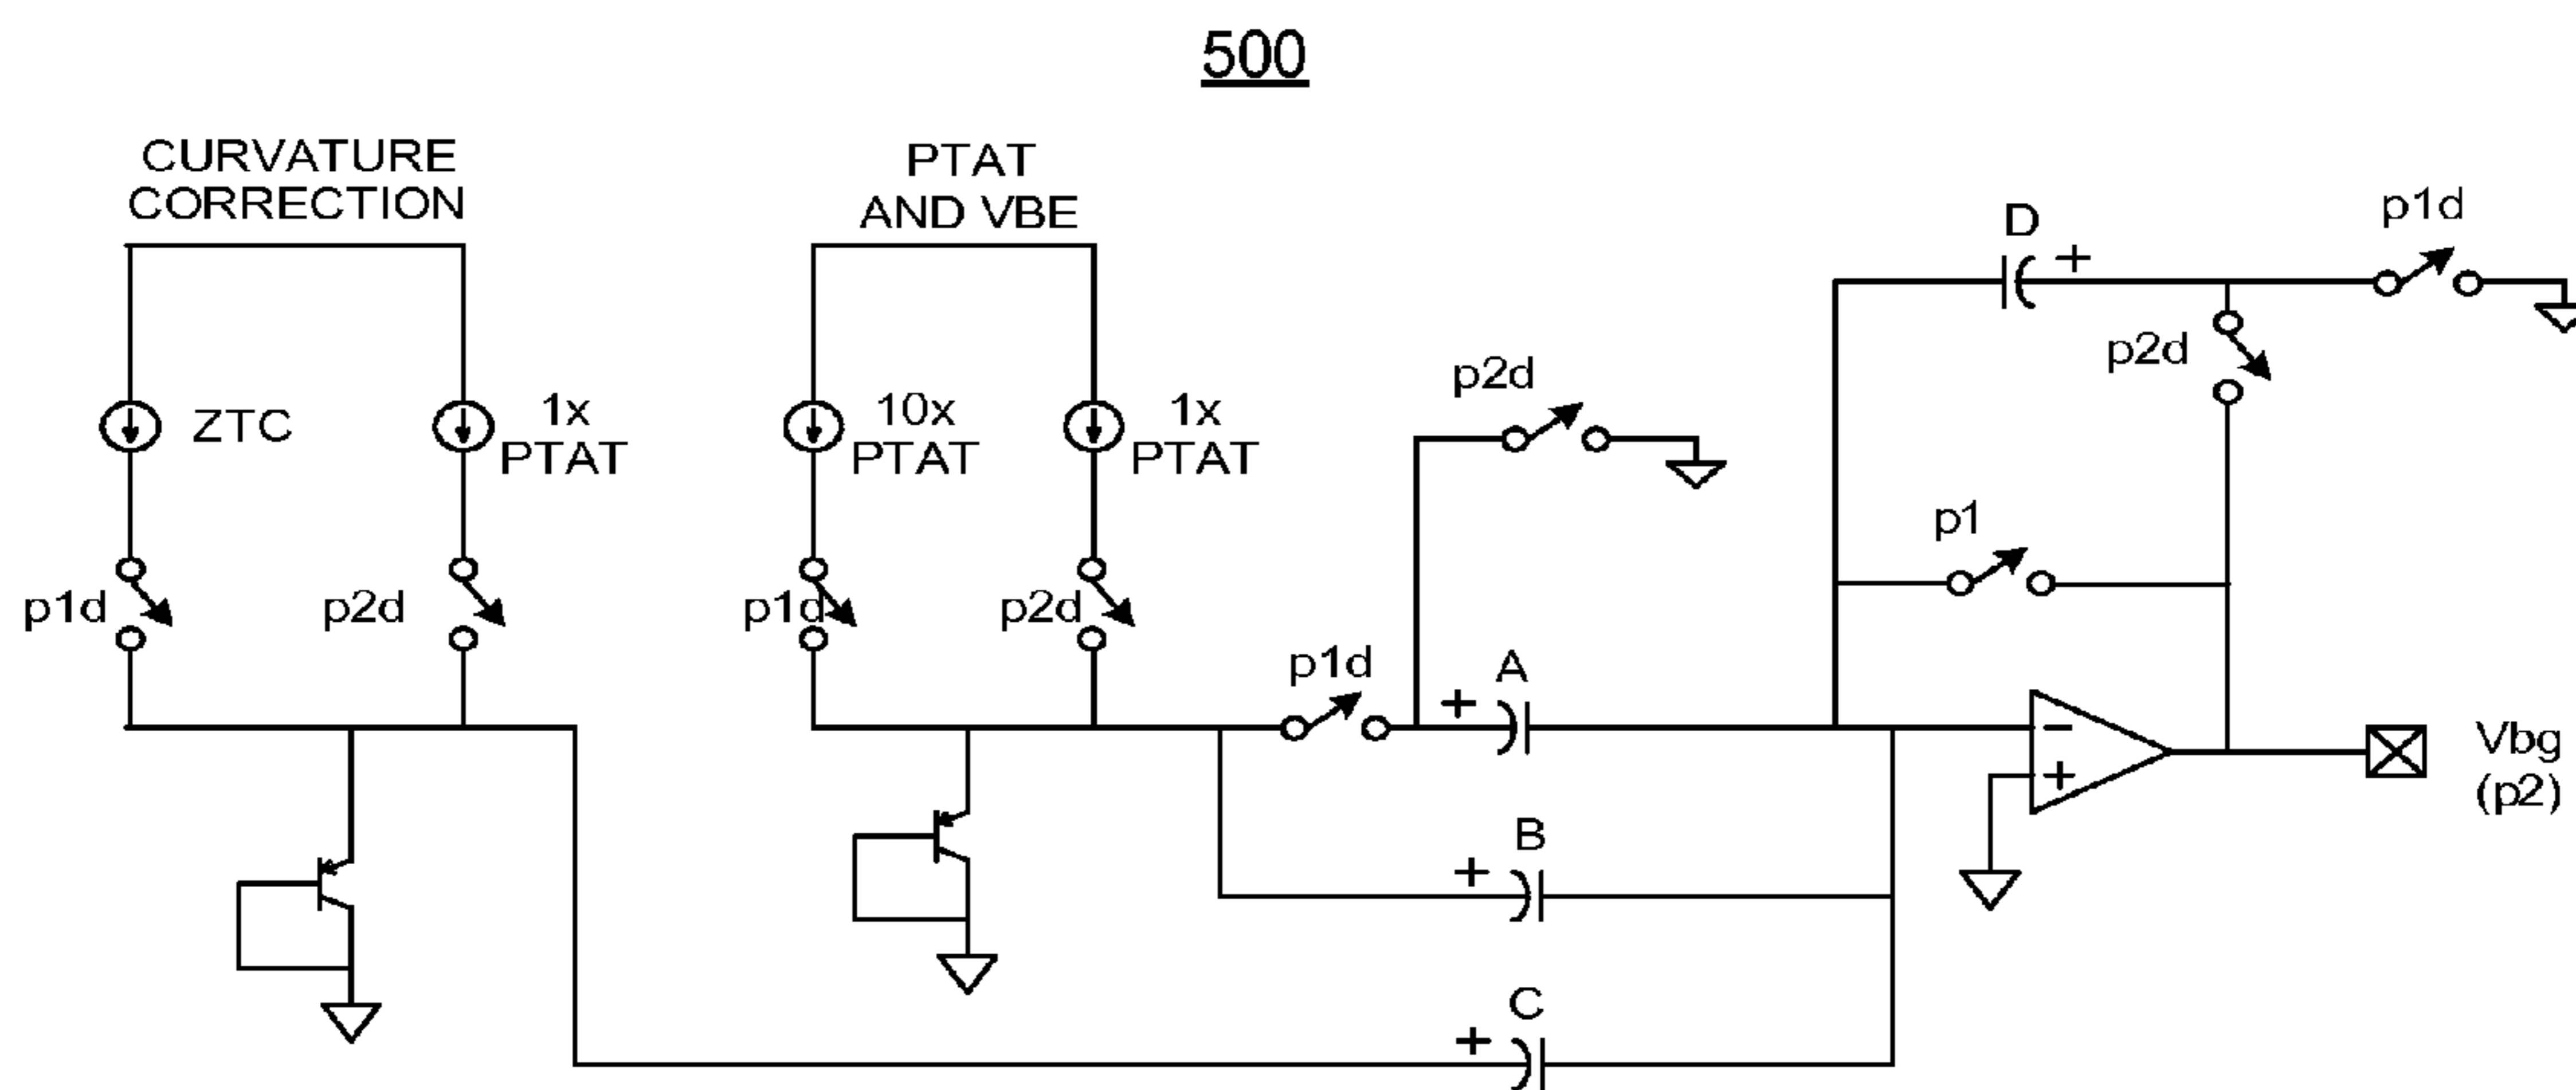 500
CURVATURE
CORRECTION
PTAT
AND VBE
D
+
p1d
p2d
p2d
ZTC
1x
PTAT
10x
PTAT
1x
PTAT
p1
p1d
p2d
p1d
p2d
p1d
+
A
−
+
Vbg
(p2)
B
+
C
+